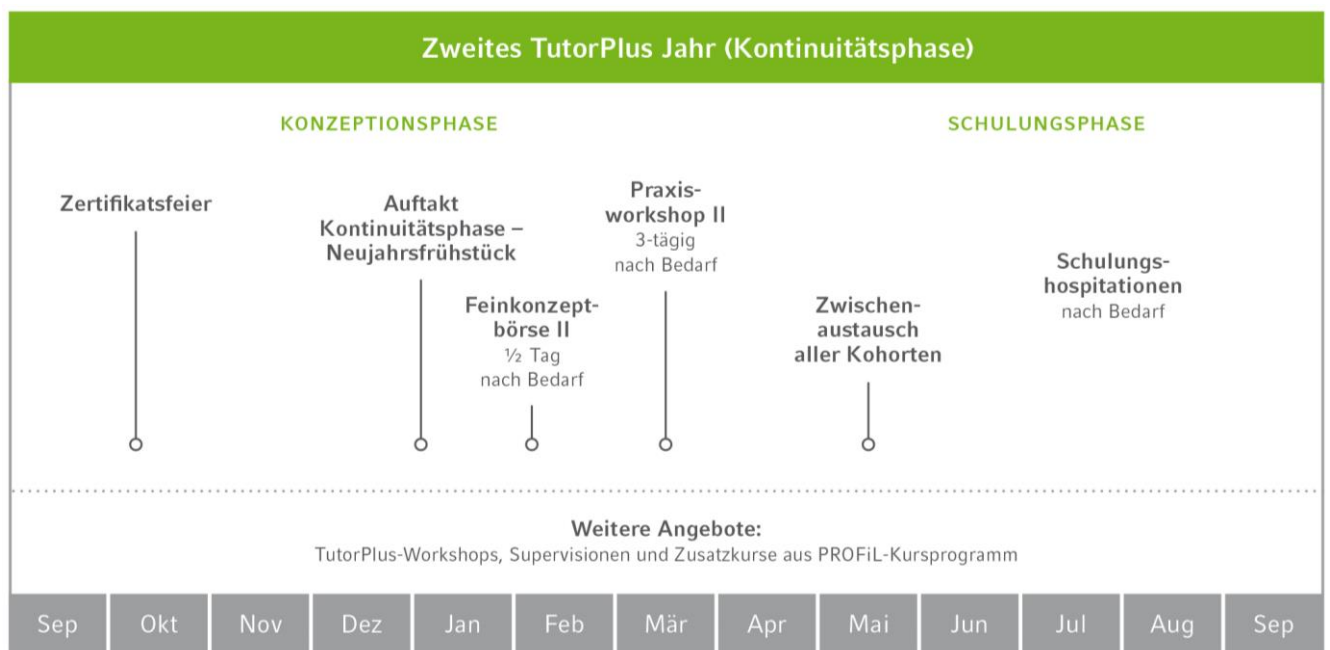 Zweites TutorPlus Jahr (Kontinuitätsphase)
KONZEPTIONSPHASE
SCHULUNGSPHASE
Zertifikatsfeier
Auftakt
Kontinuitätsphase –
Neujahrsfrühstück
Feinkonzept-
börse II
½ Tag
nach Bedarf
Praxis-
workshop II
3-tägig
nach Bedarf
Zwischen-
austausch
aller Kohorten
Schulungs-
hospitationen
nach Bedarf
Weitere Angebote:
TutorPlus-Workshops, Supervisionen und Zusatzkurse aus PROFiL-Kursprogramm
Sep Okt Nov Dez Jan Feb Mär Apr Mai Jun Jul Aug Sep